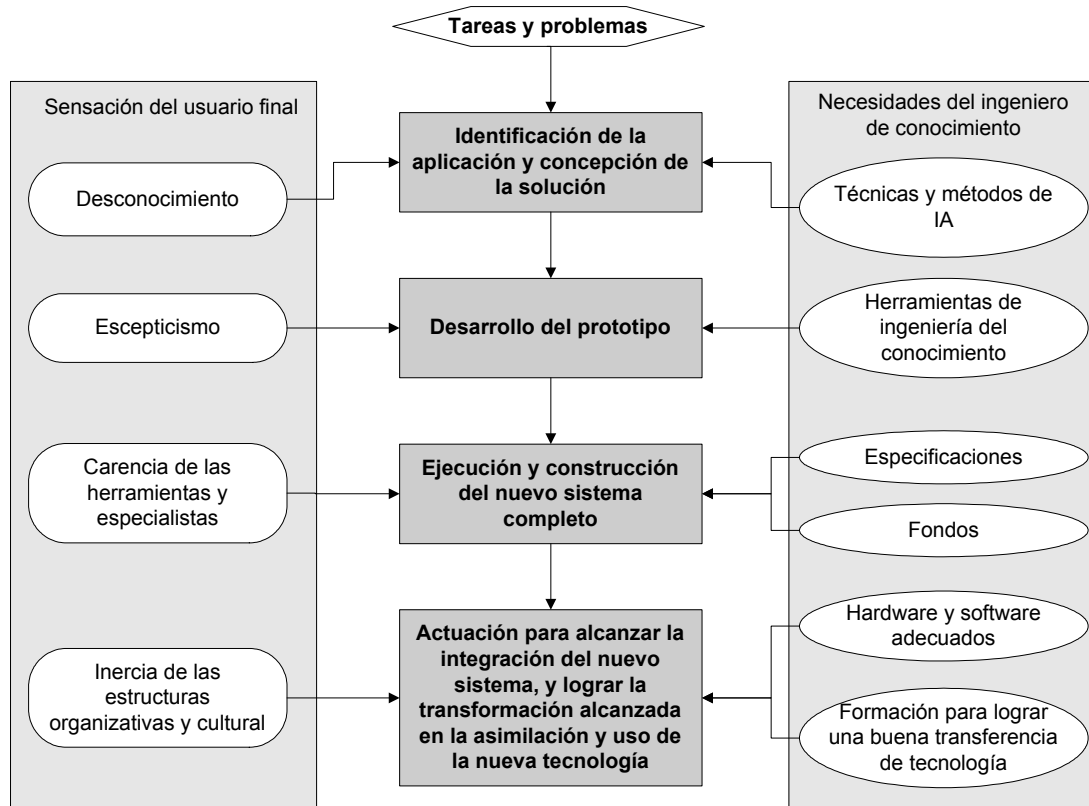 Tareas y problemas
Sensación del usuario final
Necesidades del ingeniero
de conocimiento
Identificación de la
aplicación y concepción de
la solución
Desconocimiento
Técnicas y métodos de
IA
Escepticismo
Desarrollo del prototipo
Herramientas de
ingeniería del
conocimiento
Carencia de las
herramientas y
especialistas
Ejecución y construcción
del nuevo sistema
completo
Especificaciones
Fondos
Inercia de las
estructuras
organizativas y cultural
Actuación para alcanzar la
integración del nuevo
sistema, y lograr la
transformación alcanzada
en la asimilación y uso de
la nueva tecnología
Hardware y software
adecuados
Formación para lograr
una buena transferencia
de tecnología